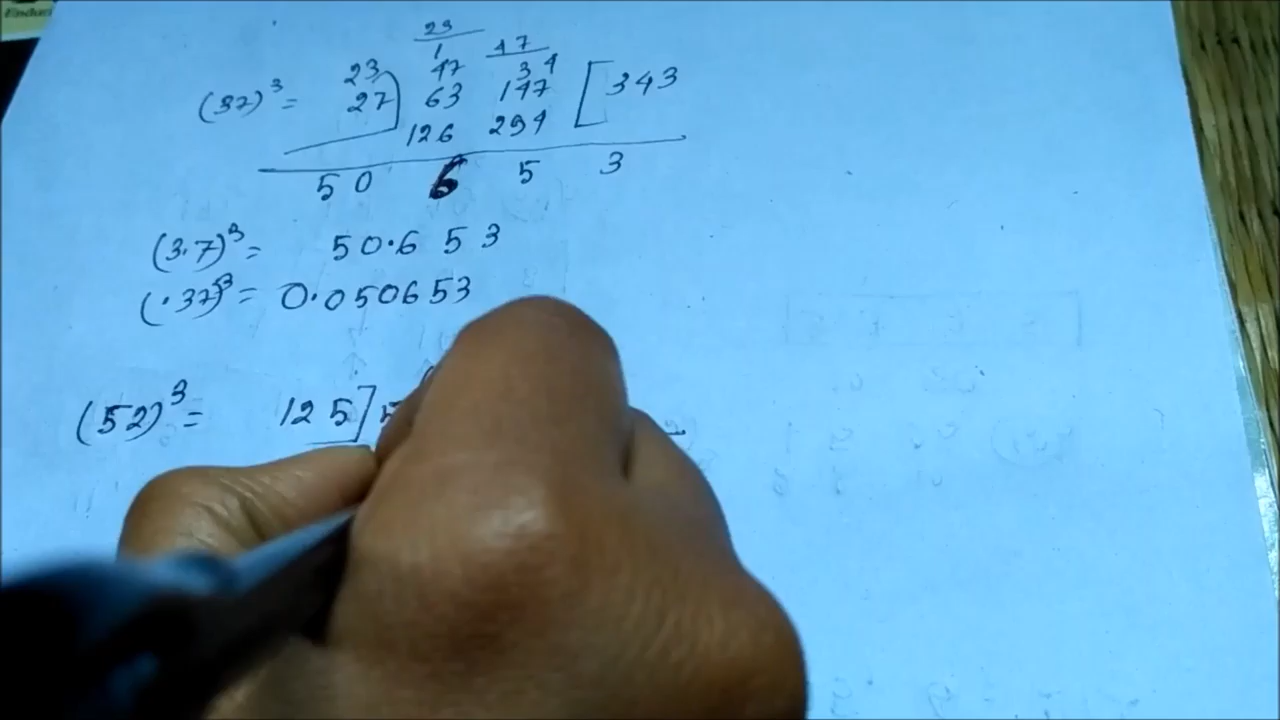 23
1 47
23 47 34
(37)³ = 27) 63 147 [343
126 294
50 6 5 3
(3.7)³ = 50.653
(.37)³ = 0.050653
(52)³ = 125]